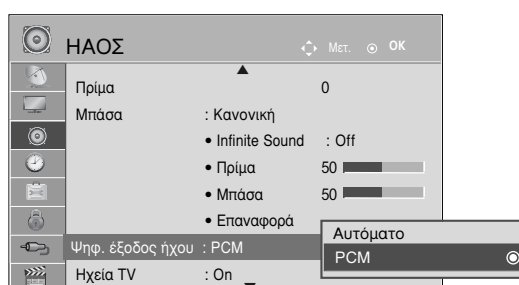 ΗΑΟΣ Μετ. OK
Πρίμα 0
Μπάσα : Κανονική
• Infinite Sound : Off
• Πρίμα 50
• Μπάσα 50
• Επαναφορά
Αυτόματο
Ψηφ. έξοδος ήχου : PCM
PCM
Ηχεία TV : On